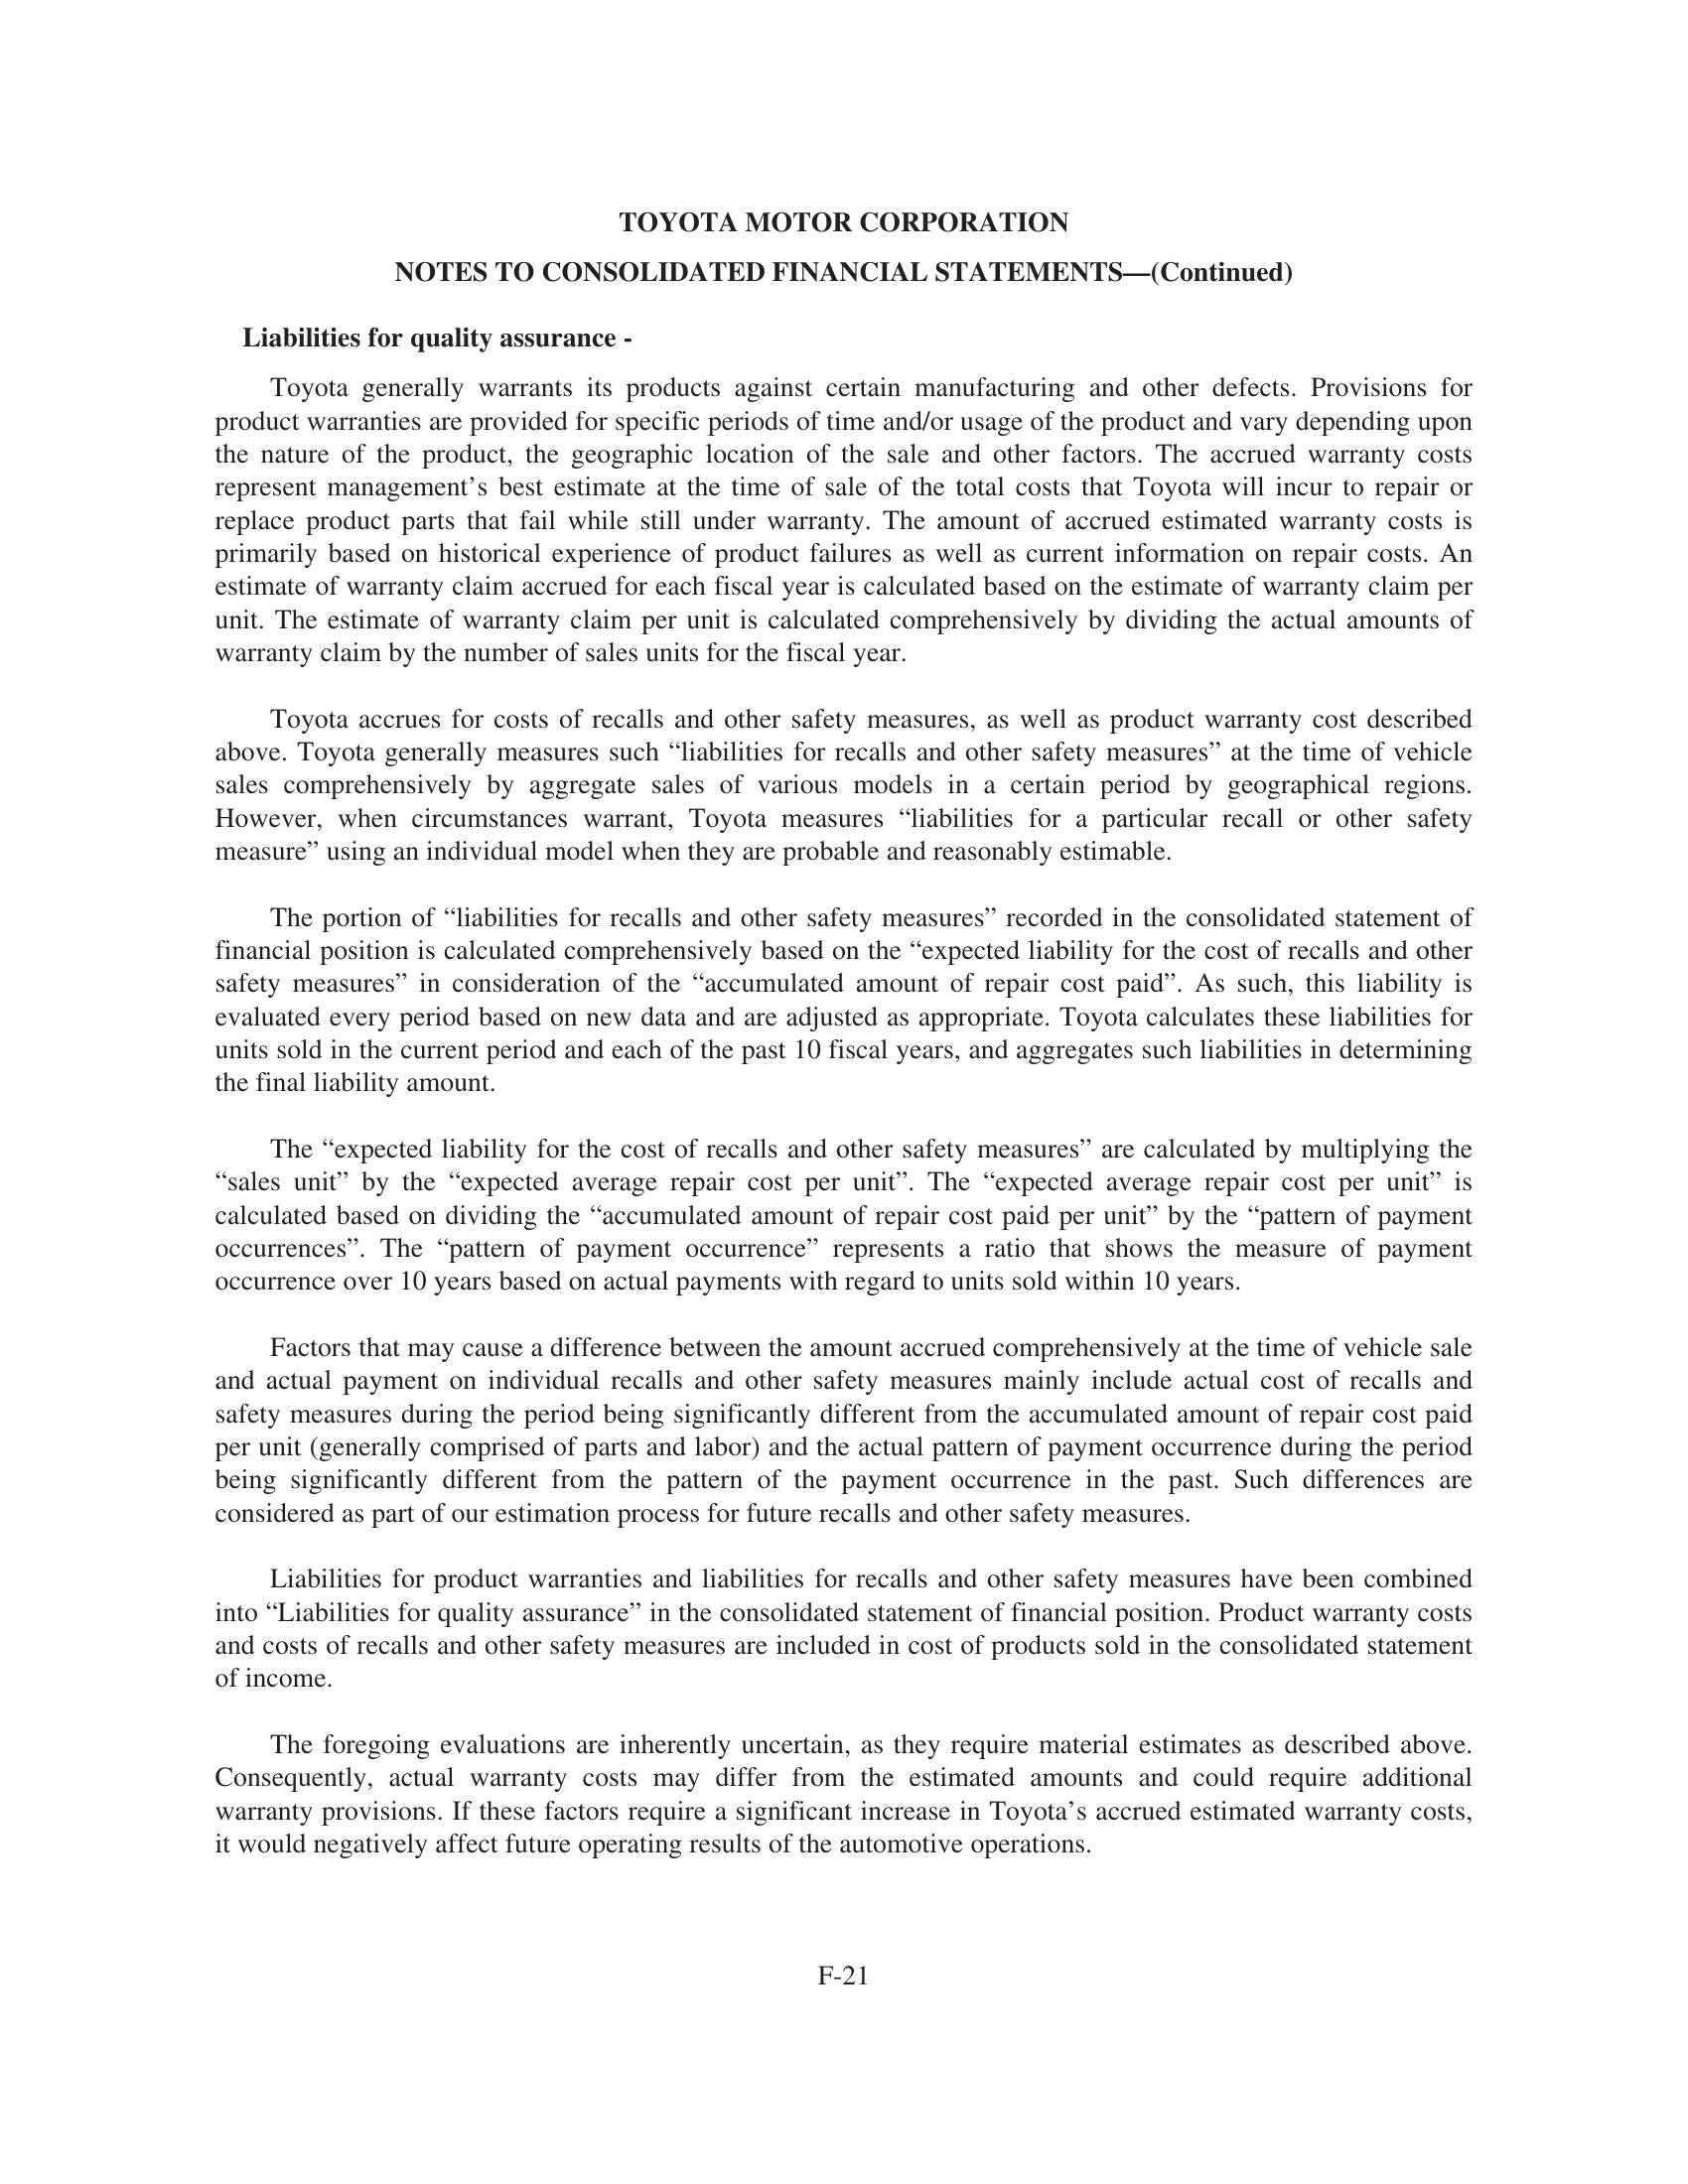 TOYOTA MOTOR CORPORATION
NOTES TO CONSOLIDATED FINANCIAL STATEMENTS—(Continued)
Liabilities for quality assurance -
Toyota generally warrants its products against certain manufacturing and other defects. Provisions for
product warranties are provided for specific periods of time and/or usage of the product and vary depending upon
the nature of the product, the geographic location of the sale and other factors. The accrued warranty costs
represent management’s best estimate at the time of sale of the total costs that Toyota will incur to repair or
replace product parts that fail while still under warranty. The amount of accrued estimated warranty costs is
primarily based on historical experience of product failures as well as current information on repair costs. An
estimate of warranty claim accrued for each fiscal year is calculated based on the estimate of warranty claim per
unit. The estimate of warranty claim per unit is calculated comprehensively by dividing the actual amounts of
warranty claim by the number of sales units for the fiscal year.
Toyota accrues for costs of recalls and other safety measures, as well as product warranty cost described
above. Toyota generally measures such “liabilities for recalls and other safety measures” at the time of vehicle
sales comprehensively by aggregate sales of various models in a certain period by geographical regions.
However, when circumstances warrant, Toyota measures “liabilities for a particular recall or other safety
measure” using an individual model when they are probable and reasonably estimable.
The portion of “liabilities for recalls and other safety measures” recorded in the consolidated statement of
financial position is calculated comprehensively based on the “expected liability for the cost of recalls and other
safety measures” in consideration of the “accumulated amount of repair cost paid”. As such, this liability is
evaluated every period based on new data and are adjusted as appropriate. Toyota calculates these liabilities for
units sold in the current period and each of the past 10 fiscal years, and aggregates such liabilities in determining
the final liability amount.
The “expected liability for the cost of recalls and other safety measures” are calculated by multiplying the
“sales unit” by the “expected average repair cost per unit”. The “expected average repair cost per unit” is
calculated based on dividing the “accumulated amount of repair cost paid per unit” by the “pattern of payment
occurrences”. The “pattern of payment occurrence” represents a ratio that shows the measure of payment
occurrence over 10 years based on actual payments with regard to units sold within 10 years.
Factors that may cause a difference between the amount accrued comprehensively at the time of vehicle sale
and actual payment on individual recalls and other safety measures mainly include actual cost of recalls and
safety measures during the period being significantly different from the accumulated amount of repair cost paid
per unit (generally comprised of parts and labor) and the actual pattern of payment occurrence during the period
being significantly different from the pattern of the payment occurrence in the past. Such differences are
considered as part of our estimation process for future recalls and other safety measures.
Liabilities for product warranties and liabilities for recalls and other safety measures have been combined
into “Liabilities for quality assurance” in the consolidated statement of financial position. Product warranty costs
and costs of recalls and other safety measures are included in cost of products sold in the consolidated statement
of income.
The foregoing evaluations are inherently uncertain, as they require material estimates as described above.
Consequently, actual warranty costs may differ from the estimated amounts and could require additional
warranty provisions. If these factors require a significant increase in Toyota’s accrued estimated warranty costs,
it would negatively affect future operating results of the automotive operations.
F-21